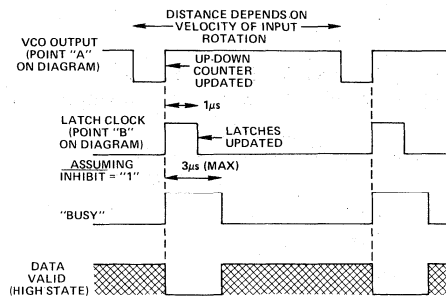 DISTANCE DEPENDS ON
VELOCITY OF INPUT
ROTATION
VCO OUTPUT
(POINT "A"
ON DIAGRAM)
UP-DOWN
COUNTER
UPDATED
1μs
LATCH CLOCK
(POINT "B"
ON DIAGRAM)
LATCHES
UPDATED
ASSUMING
INHIBIT = "1"
3μs (MAX)
"BUSY"
DATA
VALID
(HIGH STATE)